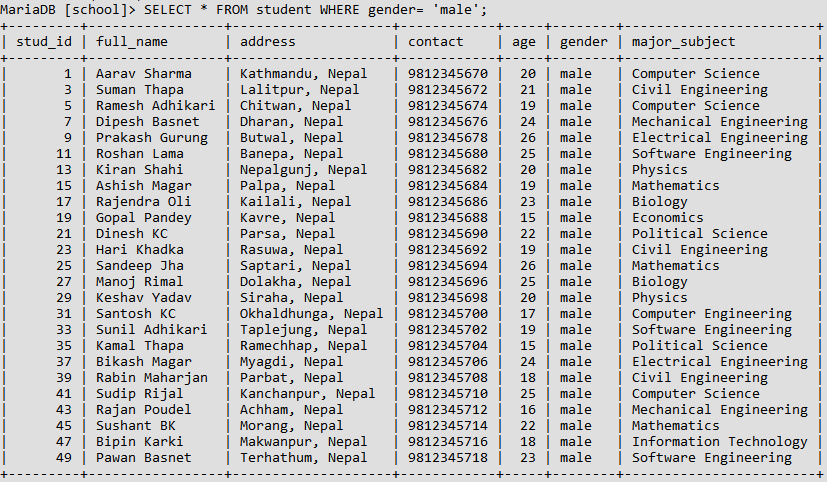 MariaDB [school]> SELECT * FROM student WHERE gender= 'male';
+---------+-----------------+--------------------+------------+-----+--------+------------------------+
| stud_id | full_name       | address            | contact    | age | gender | major_subject          |
+---------+-----------------+--------------------+------------+-----+--------+------------------------+
|       1 | Aarav Sharma    | Kathmandu, Nepal   | 9812345670 |  20 | male   | Computer Science       |
|       3 | Suman Thapa     | Lalitpur, Nepal    | 9812345672 |  21 | male   | Civil Engineering      |
|       5 | Ramesh Adhikari | Chitwan, Nepal     | 9812345674 |  19 | male   | Computer Science       |
|       7 | Dipesh Basnet   | Dharan, Nepal      | 9812345676 |  24 | male   | Mechanical Engineering |
|       9 | Prakash Gurung  | Butwal, Nepal      | 9812345678 |  26 | male   | Electrical Engineering |
|      11 | Roshan Lama     | Banepa, Nepal      | 9812345680 |  25 | male   | Software Engineering   |
|      13 | Kiran Shahi     | Nepalgunj, Nepal   | 9812345682 |  20 | male   | Physics                |
|      15 | Ashish Magar    | Palpa, Nepal       | 9812345684 |  19 | male   | Mathematics            |
|      17 | Rajendra Oli    | Kailali, Nepal     | 9812345686 |  23 | male   | Biology                |
|      19 | Gopal Pandey    | Kavre, Nepal       | 9812345688 |  15 | male   | Economics              |
|      21 | Dinesh KC       | Parsa, Nepal       | 9812345690 |  22 | male   | Political Science      |
|      23 | Hari Khadka     | Rasuwa, Nepal      | 9812345692 |  19 | male   | Civil Engineering      |
|      25 | Sandeep Jha     | Saptari, Nepal     | 9812345694 |  26 | male   | Mathematics            |
|      27 | Manoj Rimal     | Dolakha, Nepal     | 9812345696 |  25 | male   | Biology                |
|      29 | Keshav Yadav    | Siraha, Nepal      | 9812345698 |  20 | male   | Physics                |
|      31 | Santosh KC      | Okhaldhunga, Nepal | 9812345700 |  17 | male   | Computer Engineering   |
|      33 | Sunil Adhikari  | Taplejung, Nepal   | 9812345702 |  19 | male   | Software Engineering   |
|      35 | Kamal Thapa     | Ramechhap, Nepal   | 9812345704 |  15 | male   | Political Science      |
|      37 | Bikash Magar    | Myagdi, Nepal      | 9812345706 |  24 | male   | Electrical Engineering |
|      39 | Rabin Maharjan  | Parbat, Nepal      | 9812345708 |  18 | male   | Civil Engineering      |
|      41 | Sudip Rijal     | Kanchanpur, Nepal  | 9812345710 |  25 | male   | Computer Science       |
|      43 | Rajan Poudel    | Achham, Nepal      | 9812345712 |  16 | male   | Mechanical Engineering |
|      45 | Sushant BK      | Morang, Nepal      | 9812345714 |  22 | male   | Mathematics            |
|      47 | Bipin Karki     | Makwanpur, Nepal   | 9812345716 |  18 | male   | Information Technology |
|      49 | Pawan Basnet    | Terhathum, Nepal   | 9812345718 |  23 | male   | Software Engineering   |
+---------+-----------------+--------------------+------------+-----+--------+------------------------+